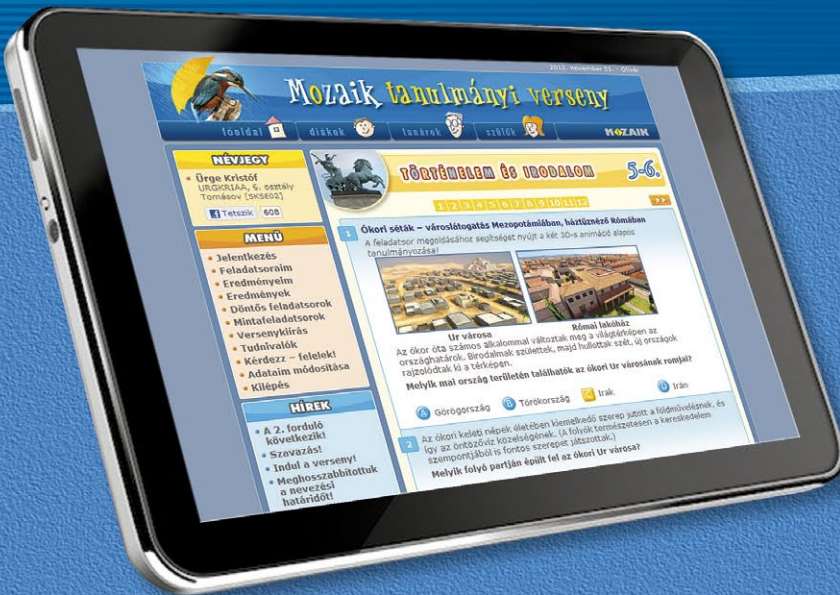 2012. november 21. - Olivér
Mozaik tanulmányi verseny
főoldal diákok tanárok szülők MOZAIK
NÉVJEGY
Ürge Kristóf
URGKRIAA, 6. osztály
Tomášov [SKSE02]
Tetszik 608
MENÜ
Jelentkezés
Feladatsoraim
Eredményeim
Eredmények
Döntős feladatsorok
Mintafeladatsorok
Versenykiírás
Tudnivalók
Kérdezz – felelek!
Adataim módosítása
Kilépés
HÍREK
A 2. forduló
következik!
Szavazás!
Indul a verseny!
Meghosszabbítottuk
a nevezési
határidőt!
TÖRTÉNELEM ÉS IRODALOM 5-6.
1 2 3 4 5 6 7 8 9 10 11 12
1 Ókori séták – városlátogatás Mezopotámiában, háztűznéző Rómában
A feladatsor megoldásához segítséget nyújt a két 3D-s animáció alapos
tanulmányozása!
Ur városa
Római lakóház
Az ókor óta számos alkalommal változtak meg a világtérképen az
országhatárok. Birodalmak születtek, majd hullottak szét, új országok
rajzolódtak ki a térképen.
Melyik mai ország területén találhatók az ókori Ur városának romjai?
A Görögország B Törökország C Irak D Irán
2 Az ókori keleti népek életében kiemelkedő szerep jutott a földművelésnek, és
így az öntözővíz közelségének. (A folyók természetesen a kereskedelem
szempontjából is fontos szerepet játszottak.)
Melyik folyó partján épült fel az ókori Ur városa?